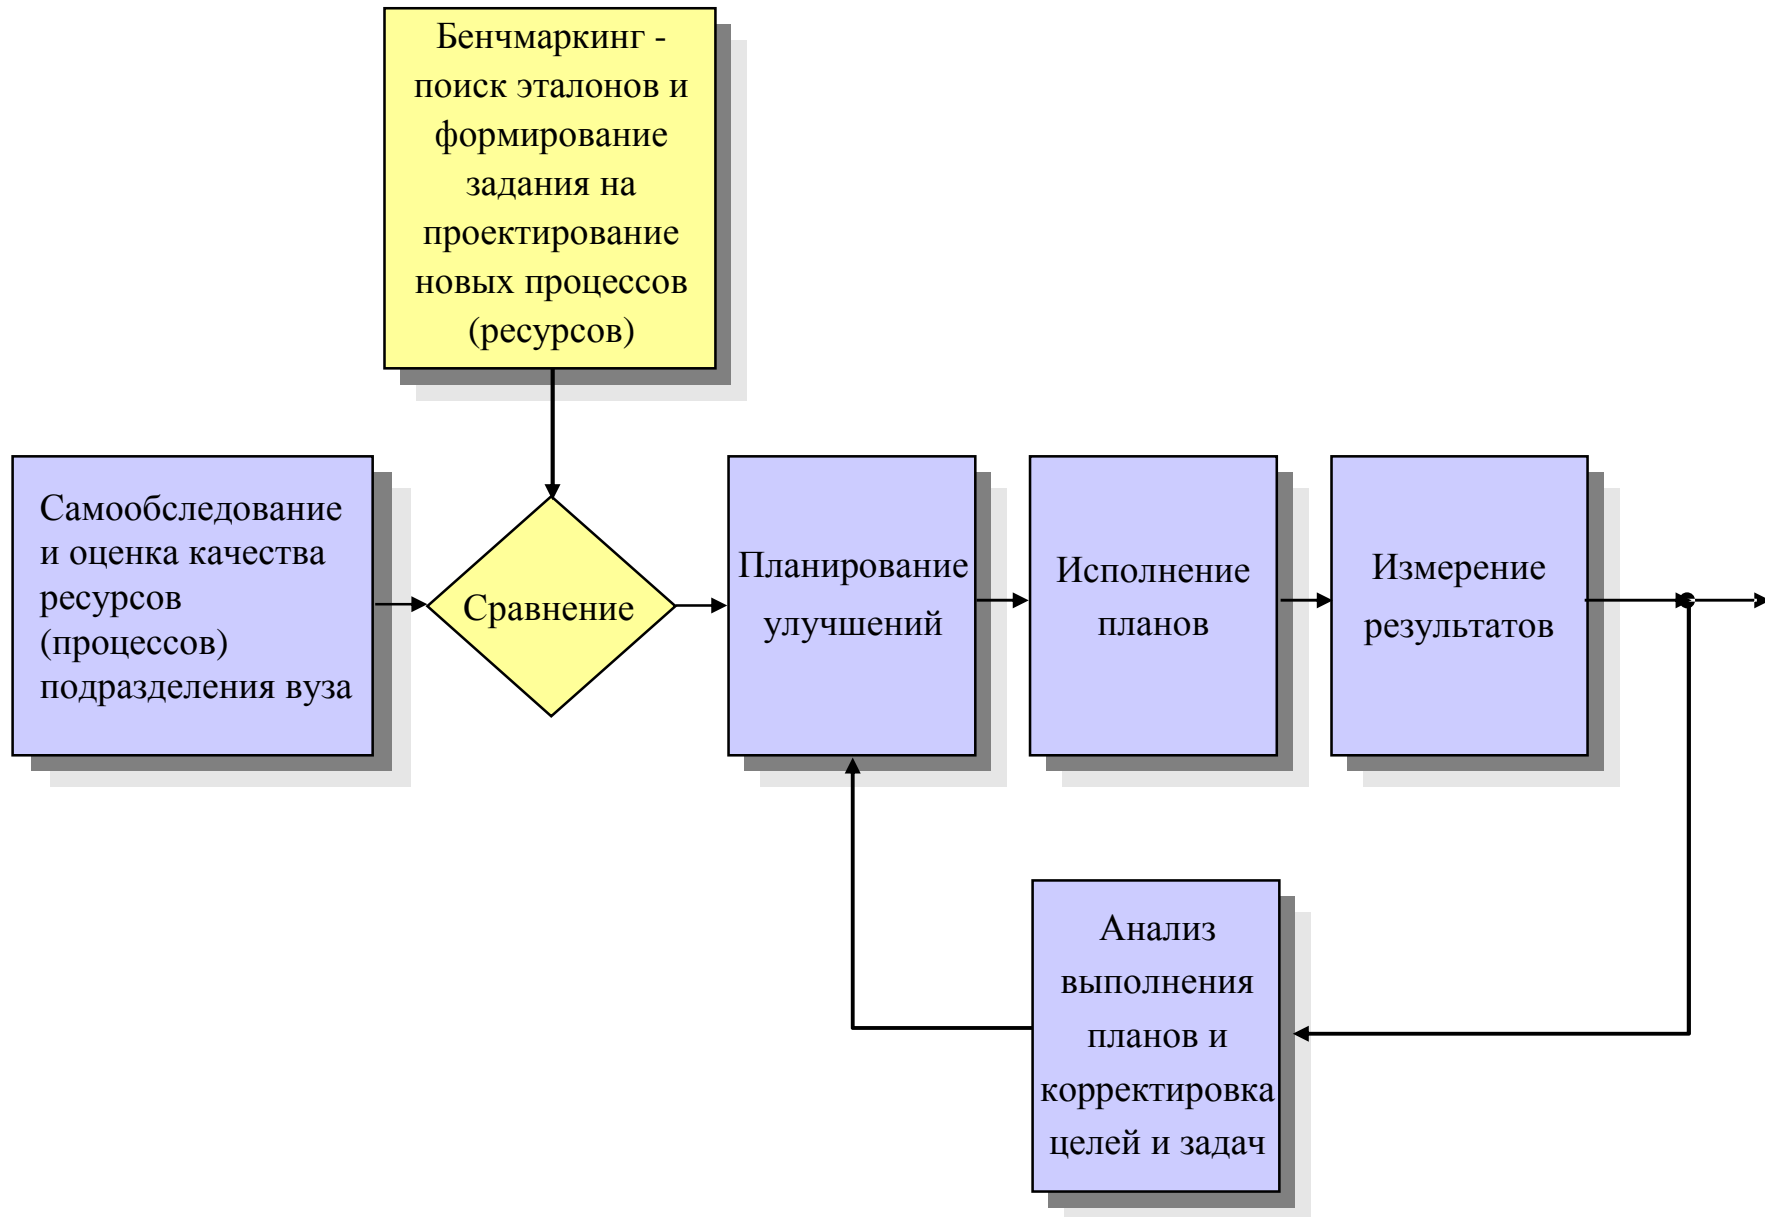 Бенчмаркинг -
поиск эталонов и
формирование
задания на
проектирование
новых процессов
(ресурсов)
Самообследование
и оценка качества
ресурсов
(процессов)
подразделения вуза
Сравнение
Планирование
улучшений
Исполнение
планов
Измерение
результатов
Анализ
выполнения
планов и
корректировка
целей и задач